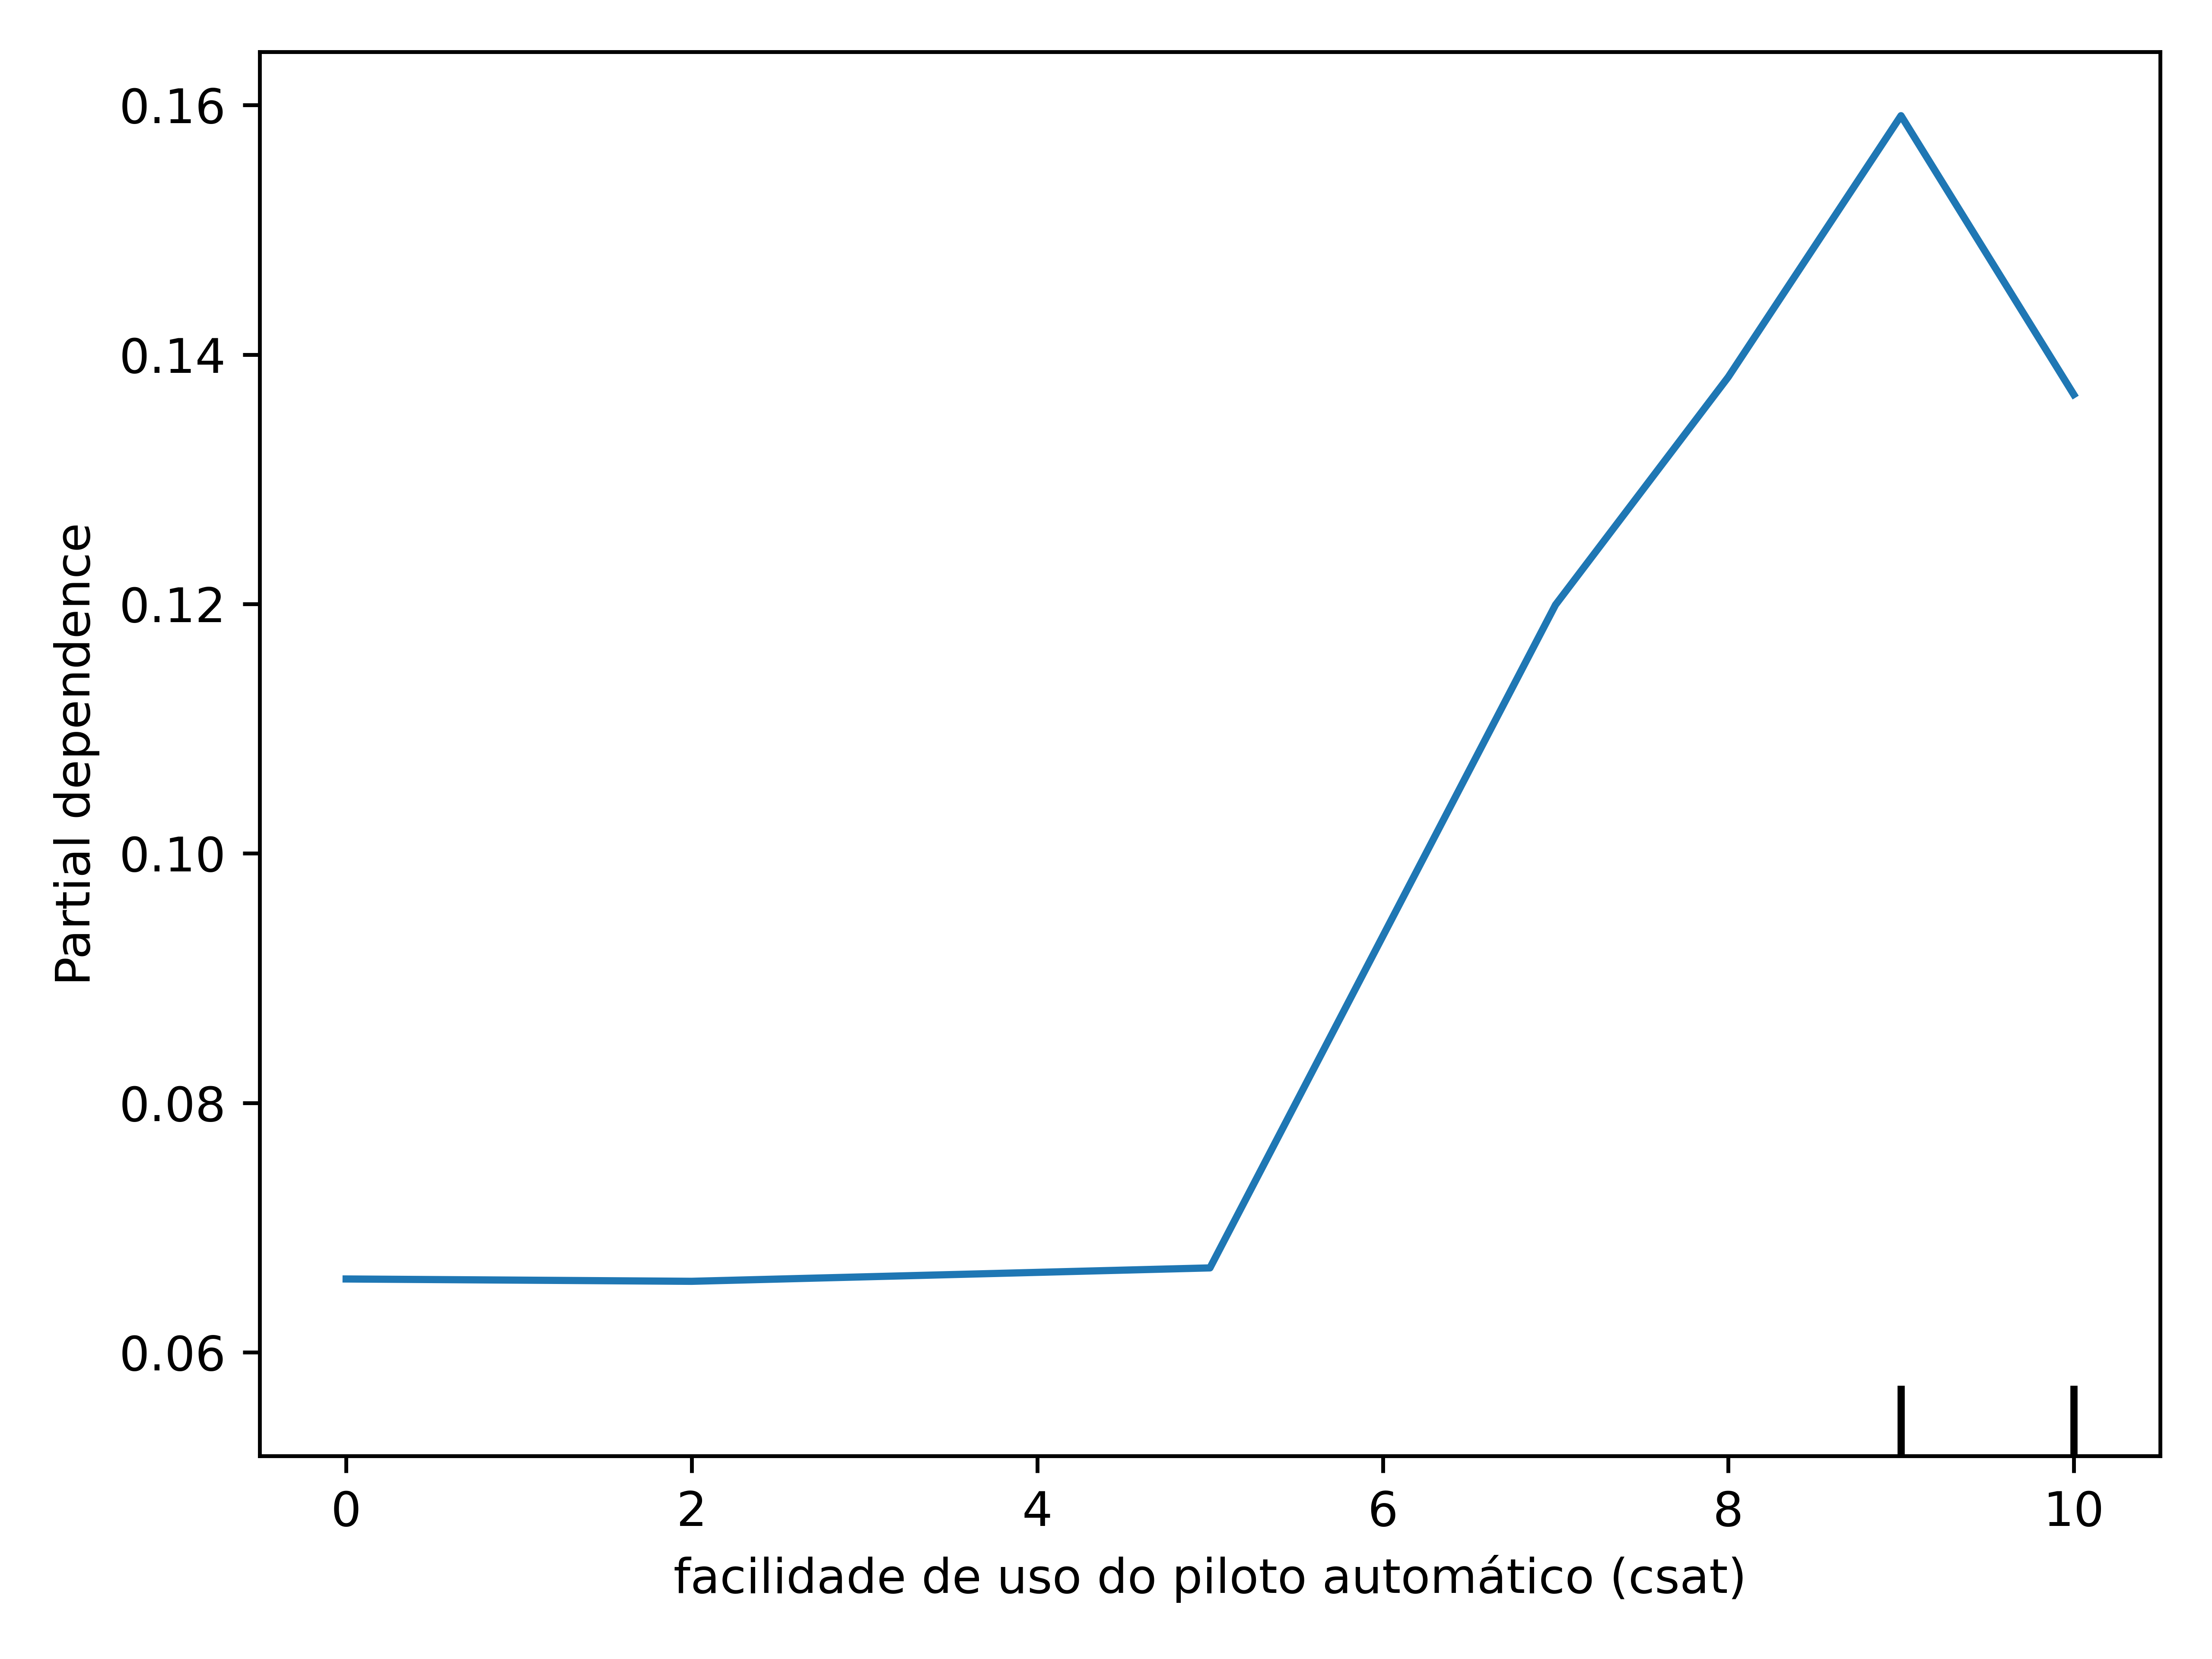 0.16
0.14
0.12
0.10
0.08
0.06
Partial dependence
0 2 4 6 8 10
facilidade de uso do piloto automático (csat)